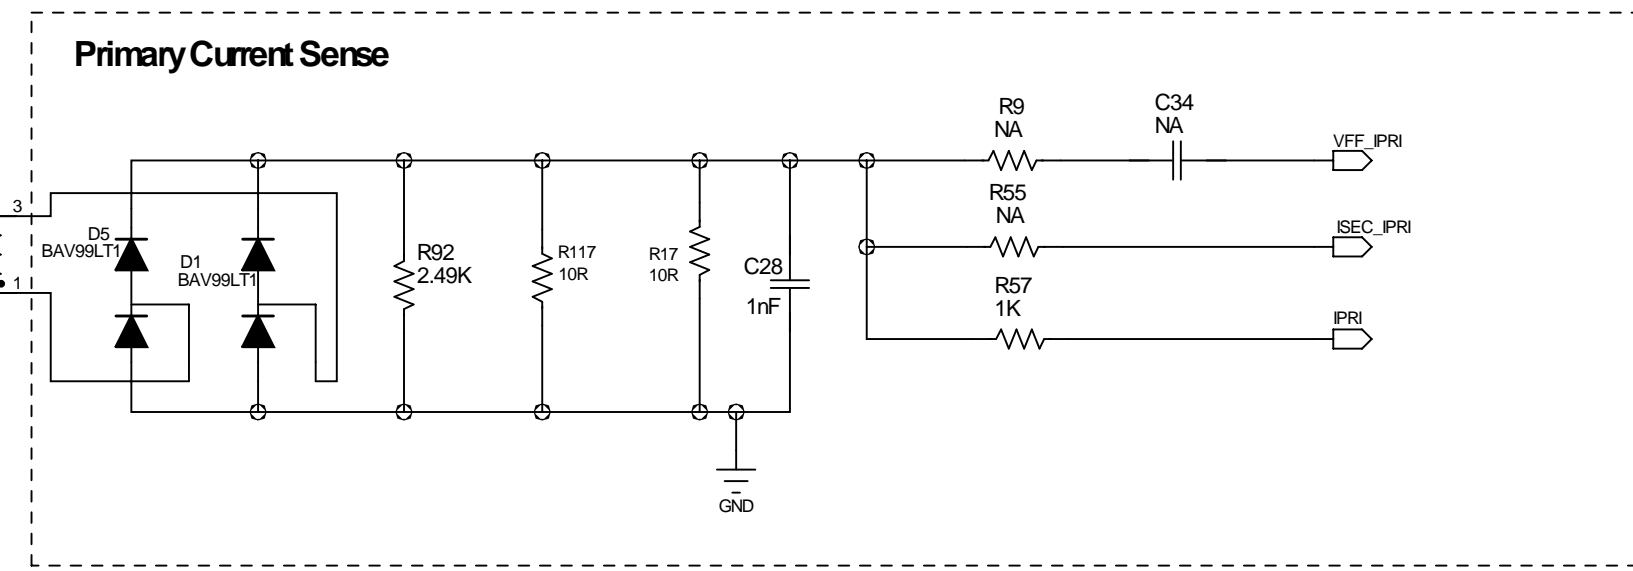 Primary Current Sense
R9
NA
C34
NA
VFF_IPRI
3
D5
BAV99LT1
D1
BAV99LT1
1
R92
2.49K
R117
10R
R17
10R
C28
1nF
R55
NA
ISEC_IPRI
R57
1K
IPRI
GND